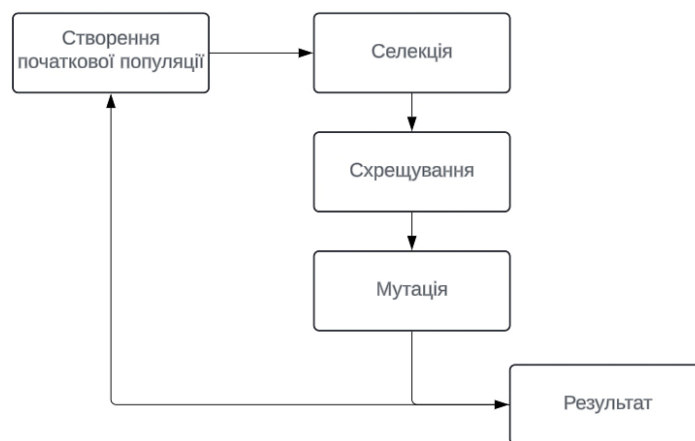 Створення
початкової популяції
Селекція
Схрещування
Мутація
Результат